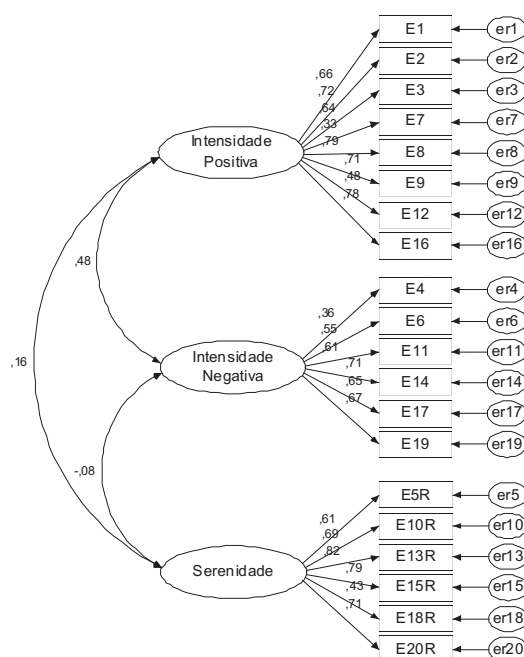 E1
er1
E2
er2
E3
er3
E7
er7
E8
er8
E9
er9
E12
er12
E16
er16
,66
,72
,64
,33
,79
,71
,48
,78
Intensidade
Positiva
,48
,16
E4
er4
E6
er6
E11
er11
E14
er14
E17
er17
E19
er19
,36
,55
,61
,71
,65
,67
Intensidade
Negativa
-,08
E5R
er5
E10R
er10
E13R
er13
E15R
er15
E18R
er18
E20R
er20
,61
,69
,82
,79
,43
,71
Serenidade